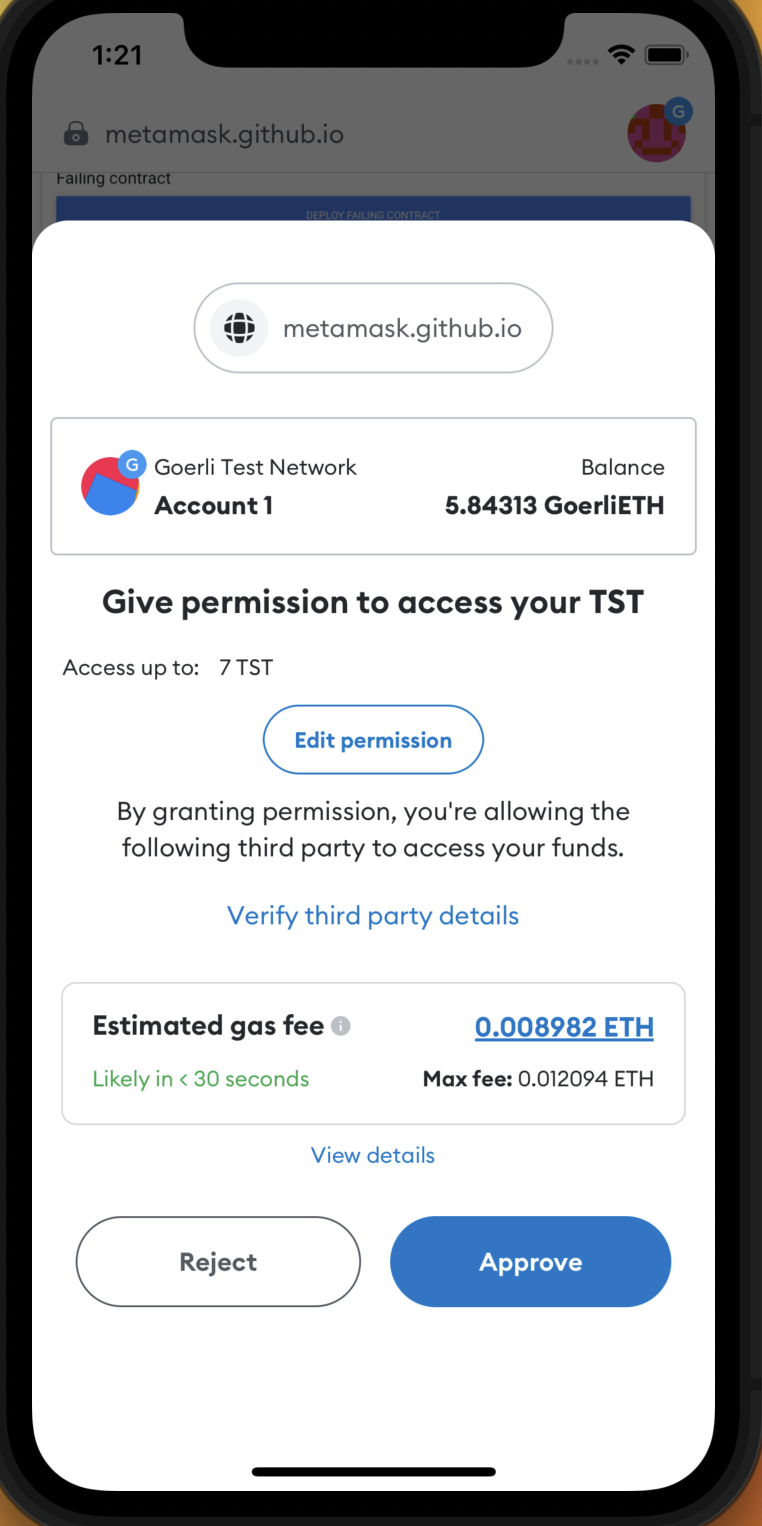 1:21
metamask.github.io
G
Failing contract
DEPLOY FAILING CONTRACT
metamask.github.io
G
Goerli Test Network
Balance
Account 1
5.84313 GoerliETH
Give permission to access your TST
Access up to: 7 TST
Edit permission
By granting permission, you're allowing the
following third party to access your funds.
Verify third party details
Estimated gas fee i
0.008982 ETH
Likely in < 30 seconds
Max fee: 0.012094 ETH
View details
Reject
Approve